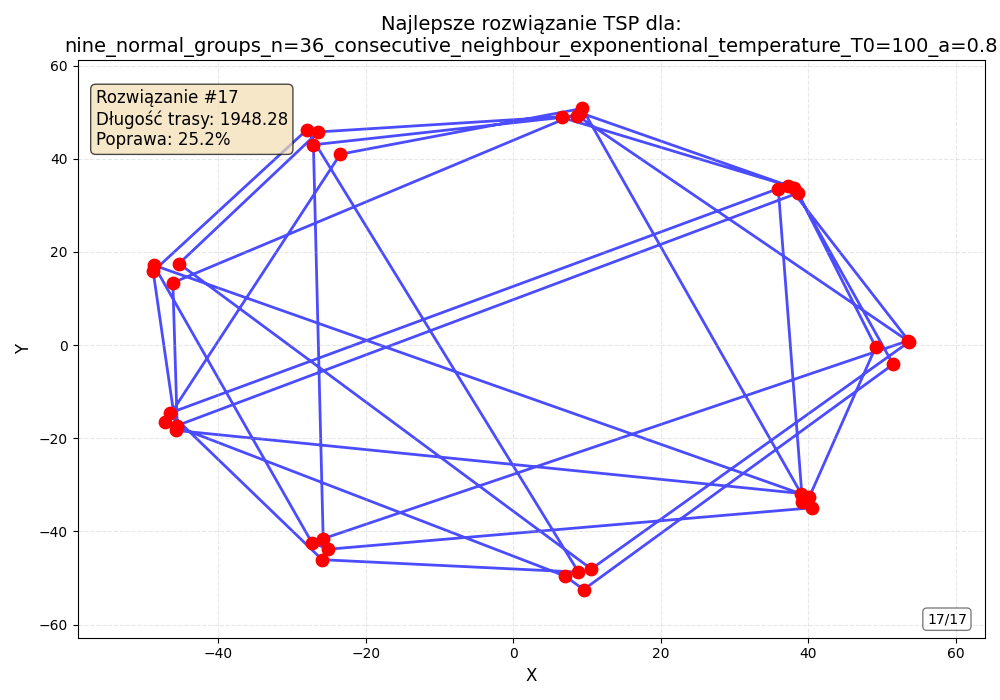 Najlepsze rozwiązanie TSP dla:
nine_normal_groups_n=36_consecutive_neighbour_exponentional_temperature_T0=100_a=0.8
Rozwiązanie #17
Długość trasy: 1948.28
Poprawa: 25.2%
60
40
20
0
−20
−40
−60
Y
17/17
−40
−20
0
20
40
60
X